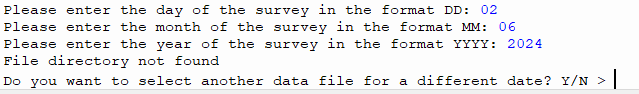 Please enter the day of the survey in the format DD: 02
Please enter the month of the survey in the format MM: 06
Please enter the year of the survey in the format YYYY: 2024
File directory not found
Do you want to select another data file for a different date? Y/N >